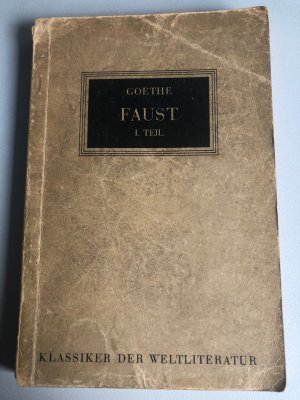 GOETHE
FAUST
I. TEIL
KLASSIKER DER WELTLITERATUR